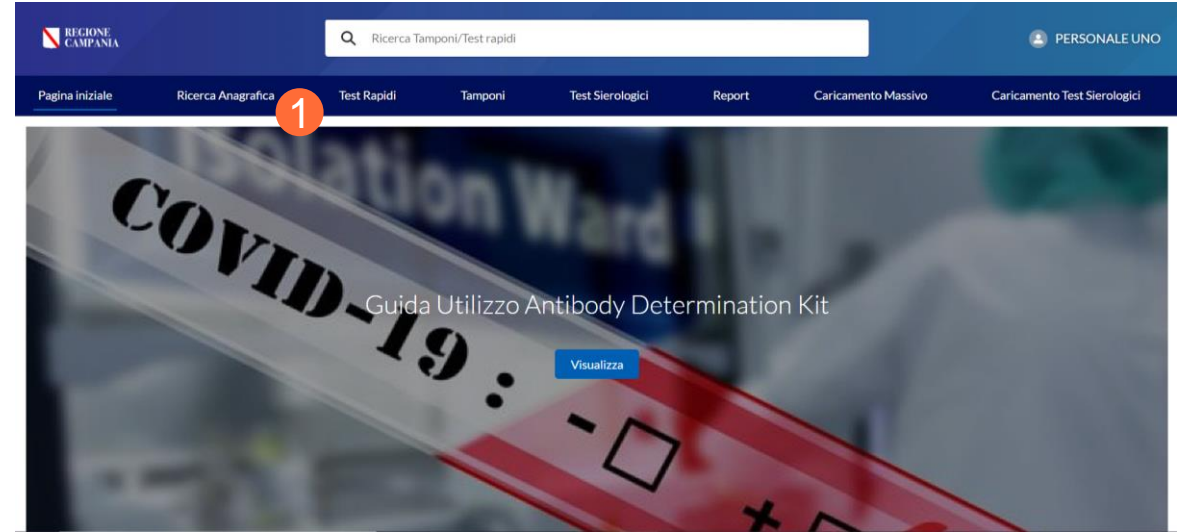 REGIONE
CAMPANIA
Ricerca Tamponi/Test rapidi
PERSONALE UNO
Pagina iniziale Ricerca Anagrafica Test Rapidi Tamponi Test Sierologici Report Caricamento Massivo Caricamento Test Sierologici
1
Isolation Ward
COVID-19 : - +
Guida Utilizzo Antibody Determination Kit
Visualizza